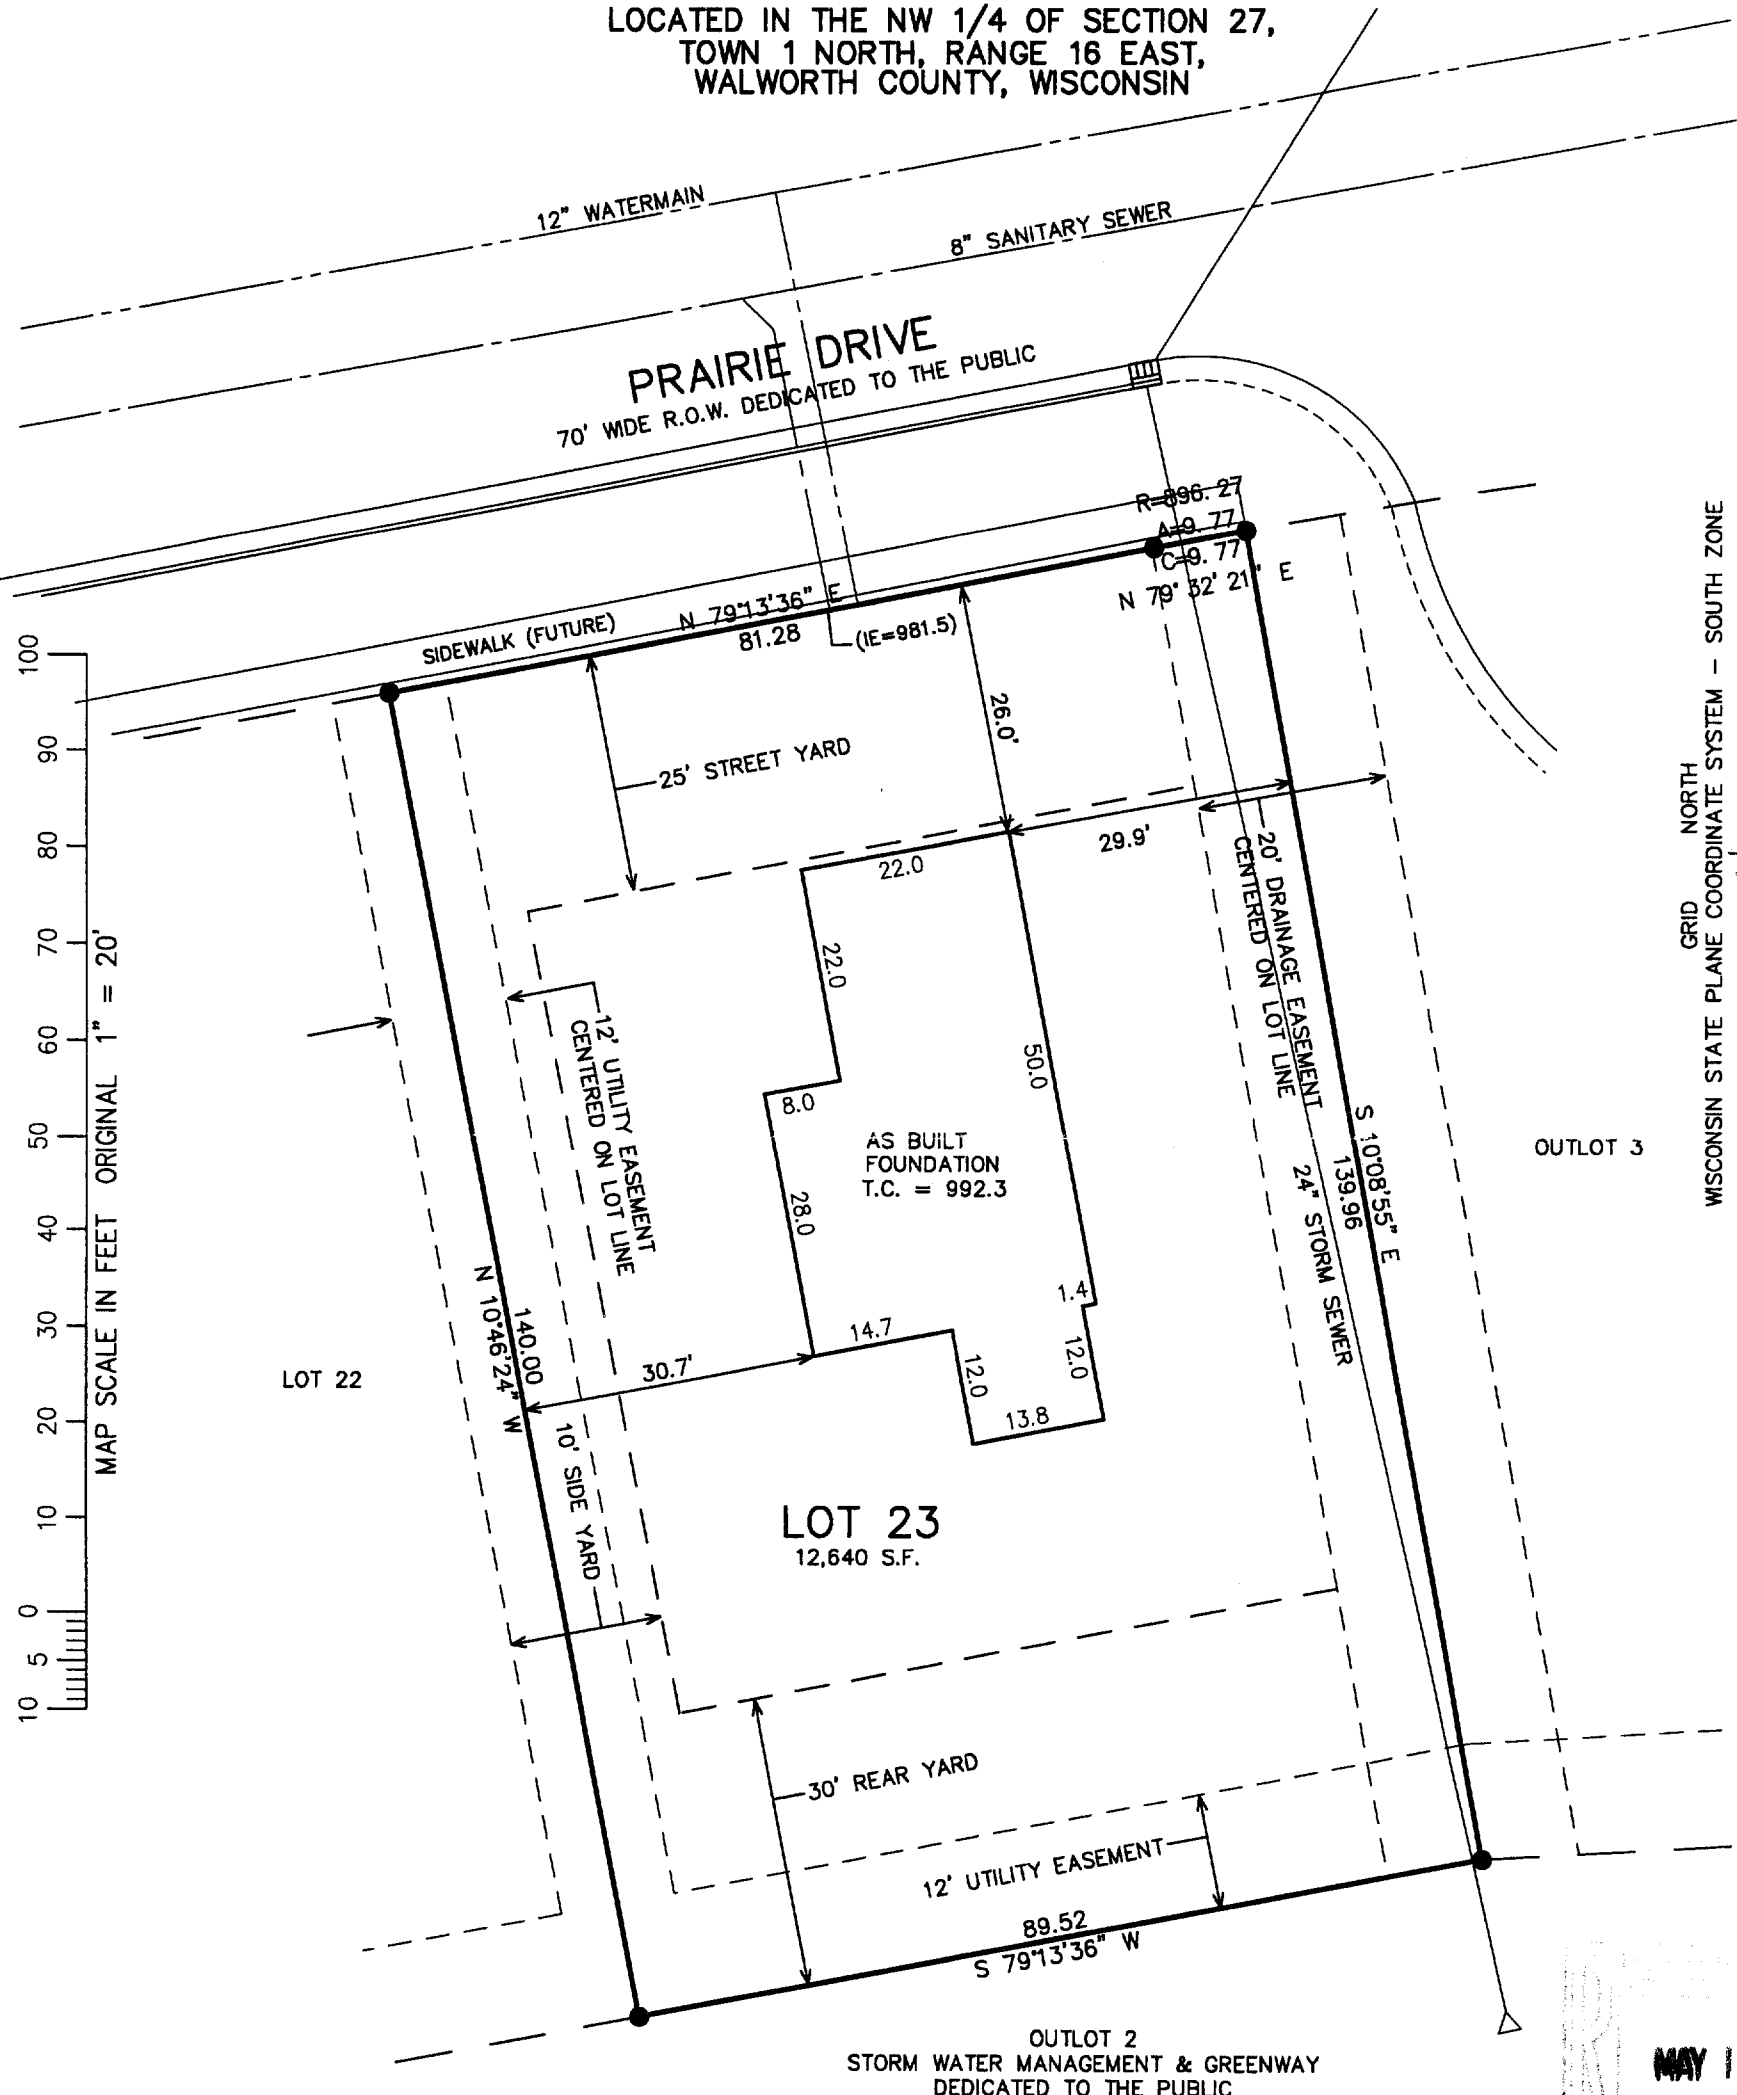 LOCATED IN THE NW 1/4 OF SECTION 27,
TOWN 1 NORTH, RANGE 16 EAST,
WALWORTH COUNTY, WISCONSIN
12" WATERMAIN
8" SANITARY SEWER
PRAIRIE DRIVE
70' WIDE R.O.W. DEDICATED TO THE PUBLIC
R=896.27
A=9.77
C=9.77
N 79°32'21" E
SIDEWALK (FUTURE)
N 79°13'36" E
81.28
(IE=981.5)
26.0'
25' STREET YARD
29.9'
22.0
22.0
20' DRAINAGE EASEMENT
CENTERED ON LOT LINE
12' UTILITY EASEMENT
CENTERED ON LOT LINE
50.0
8.0
AS BUILT
FOUNDATION
T.C. = 992.3
28.0
S 10°08'55" E
139.96
24" STORM SEWER
OUTLOT 3
1.4
14.7
12.0
12.0
13.8
30.7'
N 10°46'24" W
140.00
LOT 22
10' SIDE YARD
LOT 23
12,640 S.F.
30' REAR YARD
12' UTILITY EASEMENT
89.52
S 79°13'36" W
OUTLOT 2
STORM WATER MANAGEMENT & GREENWAY
DEDICATED TO THE PUBLIC
MAP SCALE IN FEET ORIGINAL 1" = 20'
100
90
80
70
60
50
40
30
20
10
0
5
10
GRID NORTH
WISCONSIN STATE PLANE COORDINATE SYSTEM - SOUTH ZONE
MAY 1